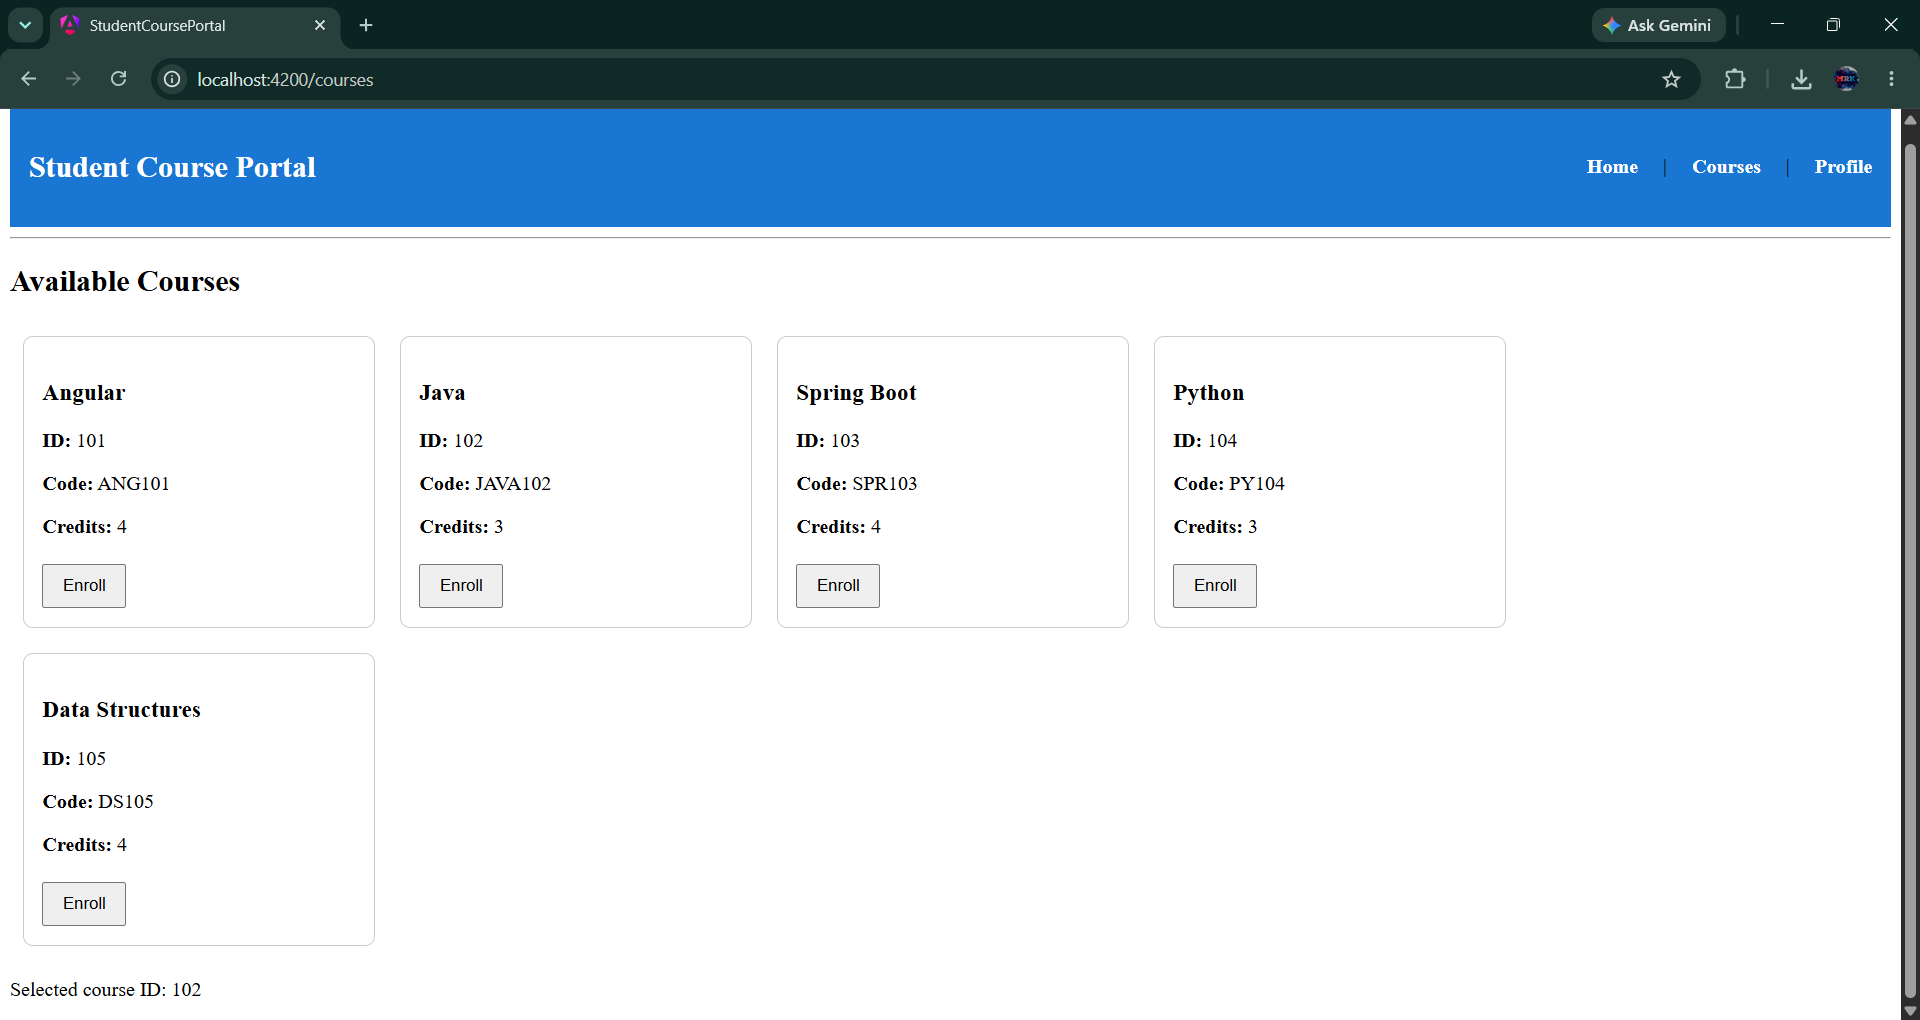 StudentCoursePortal
Ask Gemini
localhost:4200/courses
MRK
Student Course Portal
Home | Courses | Profile
Available Courses
Angular
ID: 101
Code: ANG101
Credits: 4
Enroll
Java
ID: 102
Code: JAVA102
Credits: 3
Enroll
Spring Boot
ID: 103
Code: SPR103
Credits: 4
Enroll
Python
ID: 104
Code: PY104
Credits: 3
Enroll
Data Structures
ID: 105
Code: DS105
Credits: 4
Enroll
Selected course ID: 102